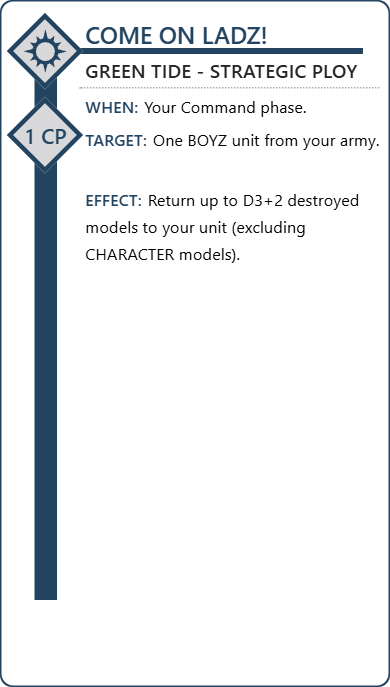 COME ON LADZ!
GREEN TIDE - STRATEGIC PLOY
1 CP
WHEN: Your Command phase.
TARGET: One BOYZ unit from your army.
EFFECT: Return up to D3+2 destroyed
models to your unit (excluding
CHARACTER models).